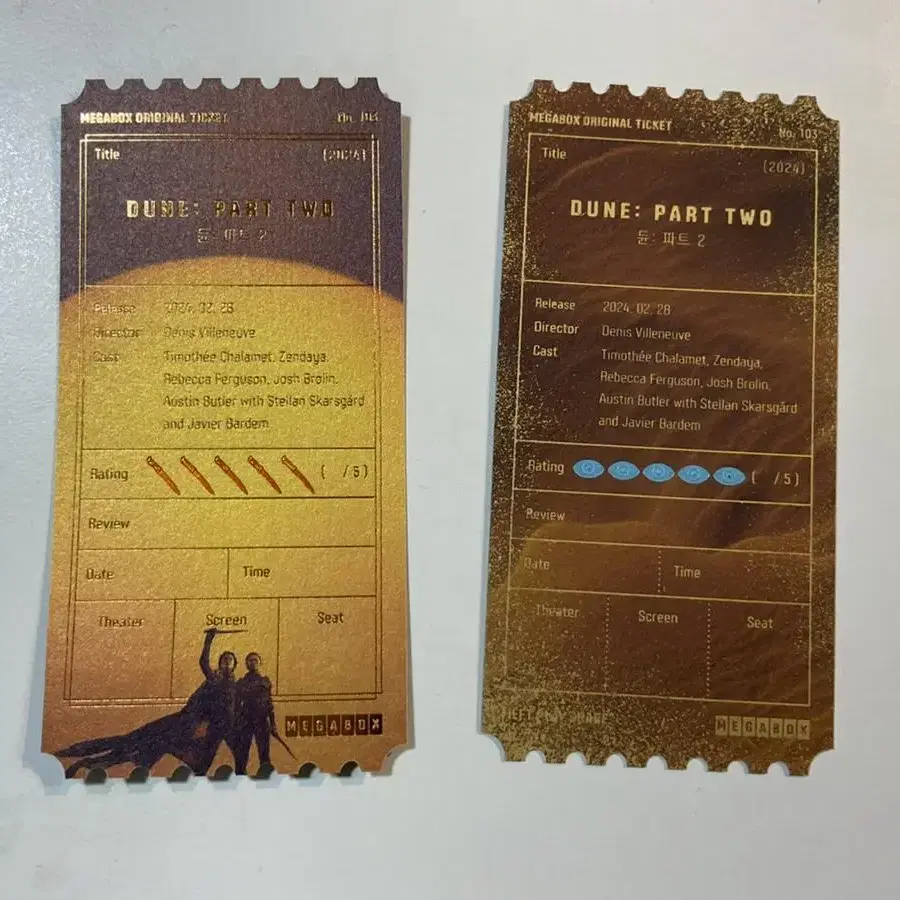 MEGABOX ORIGINAL TICKET
Title (2024)
DUNE: PART TWO
듄: 파트 2
Release 2024. 02. 28
Director Denis Villeneuve
Cast Timothée Chalamet, Zendaya,
Rebecca Ferguson, Josh Brolin,
Austin Butler with Stellan Skarsgård
and Javier Bardem
Rating ( /5)
Review
Date Time
Theater Screen Seat
MEGABOX
MEGABOX ORIGINAL TICKET No. 103
Title (2024)
DUNE: PART TWO
듄: 파트 2
Release 2024. 02. 28
Director Denis Villeneuve
Cast Timothée Chalamet, Zendaya,
Rebecca Ferguson, Josh Brolin,
Austin Butler with Stellan Skarsgård
and Javier Bardem
Rating ( /5)
Review
Date Time
Theater Screen Seat
MEGABOX